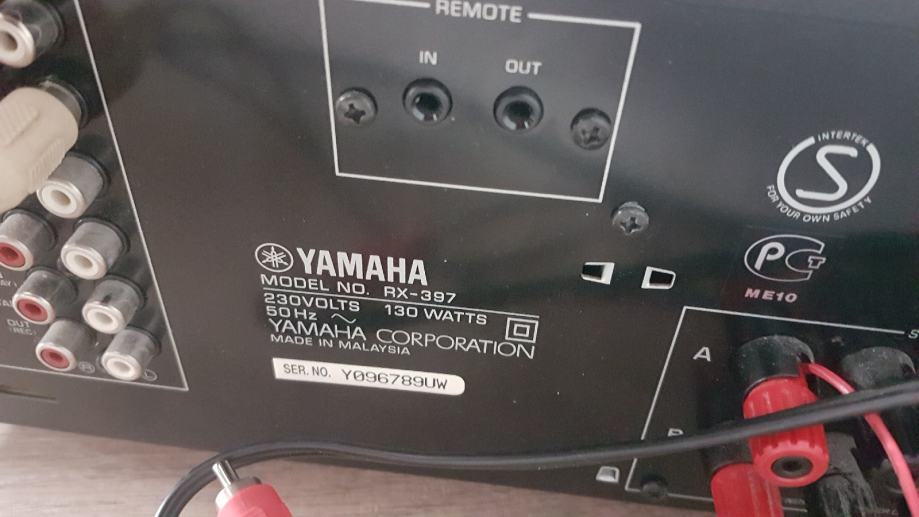 REMOTE
IN
OUT
INTERTEK
S
FOR YOUR OWN SAFETY
YAMAHA
MODEL NO. RX-397
230VOLTS 130 WATTS
50Hz ~
YAMAHA CORPORATION
MADE IN MALAYSIA
SER. NO. Y096789UW
ME10
A
B
OUT
R
L